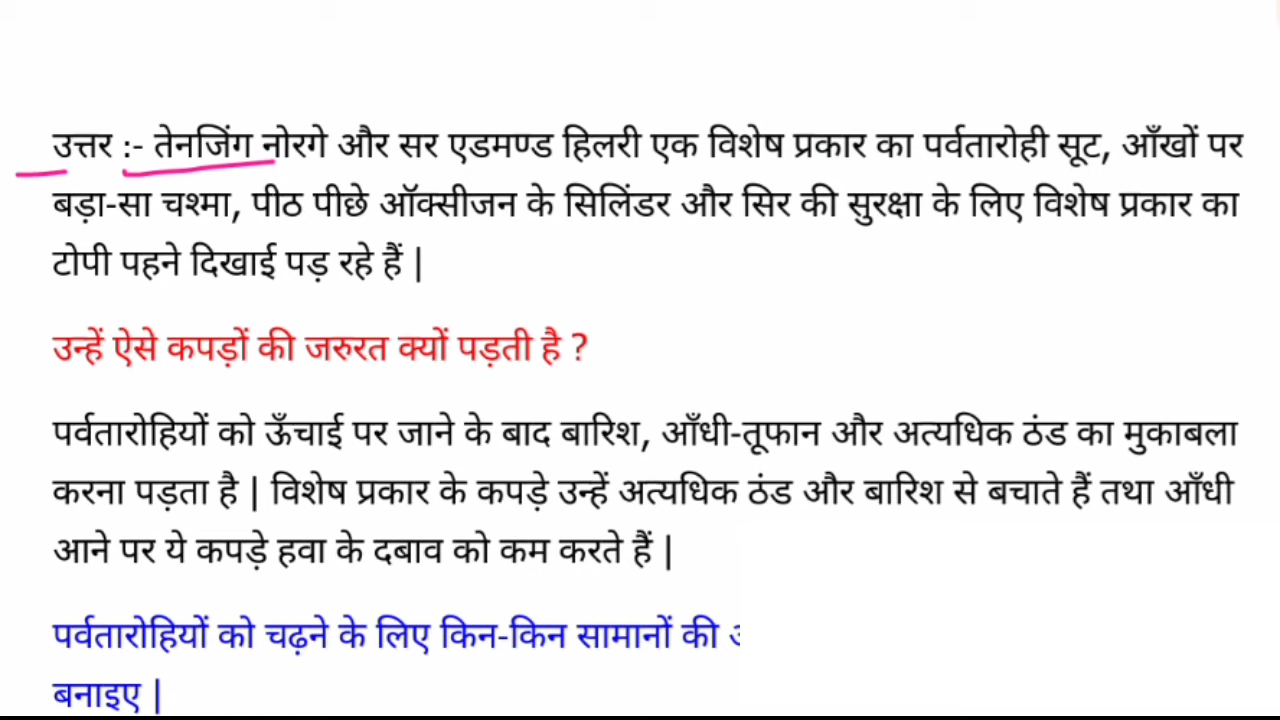 उत्तर :- तेनजिंग नोरगे और सर एडमण्ड हिलरी एक विशेष प्रकार का पर्वतारोही सूट, आँखों पर
बड़ा-सा चश्मा, पीठ पीछे ऑक्सीजन के सिलिंडर और सिर की सुरक्षा के लिए विशेष प्रकार का
टोपी पहने दिखाई पड़ रहे हैं |
उन्हें ऐसे कपड़ों की जरुरत क्यों पड़ती है ?
पर्वतारोहियों को ऊँचाई पर जाने के बाद बारिश, आँधी-तूफान और अत्यधिक ठंड का मुकाबला
करना पड़ता है | विशेष प्रकार के कपड़े उन्हें अत्यधिक ठंड और बारिश से बचाते हैं तथा आँधी
आने पर ये कपड़े हवा के दबाव को कम करते हैं |
पर्वतारोहियों को चढ़ने के लिए किन-किन सामानों की
बनाइए |